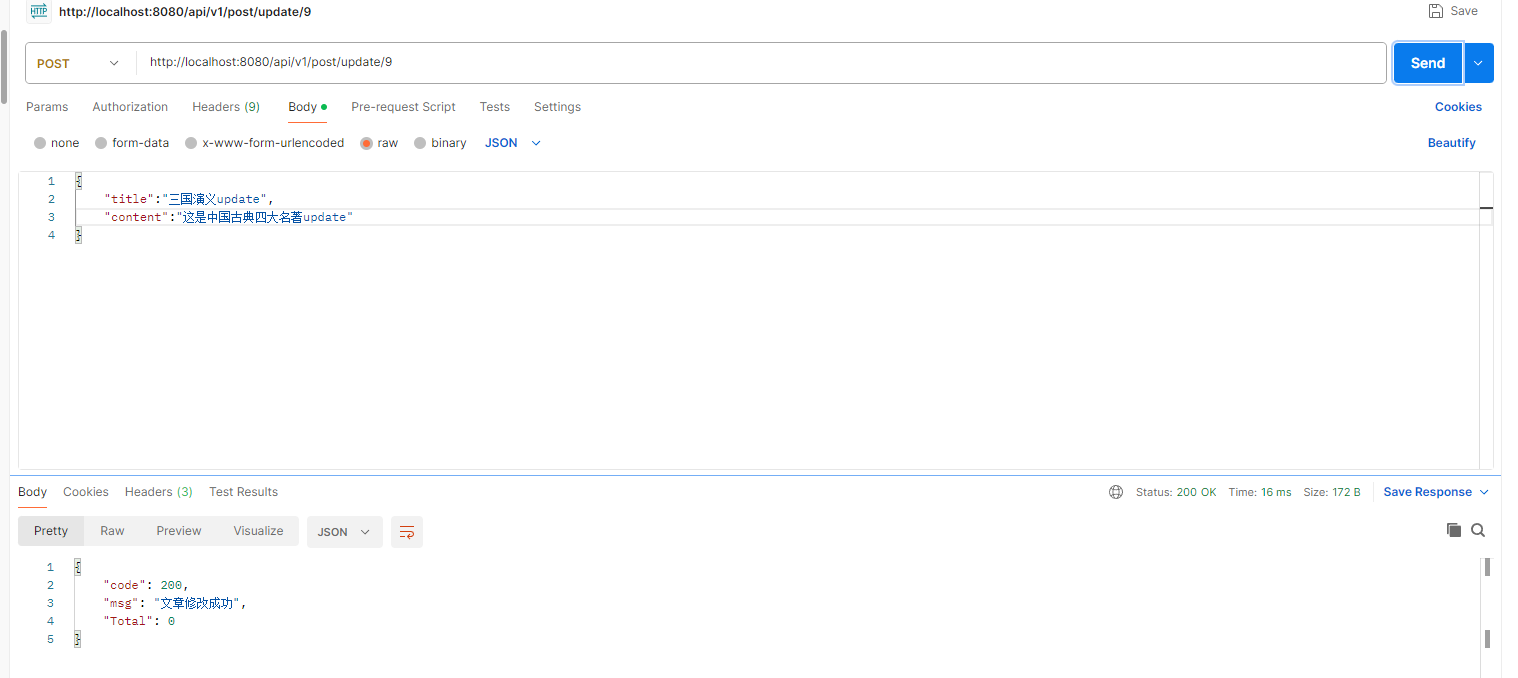 HTTP http://localhost:8080/api/v1/post/update/9 Save
POST http://localhost:8080/api/v1/post/update/9 Send
Params Authorization Headers (9) Body Pre-request Script Tests Settings Cookies
none form-data x-www-form-urlencoded raw binary JSON Beautify
1 {
2 "title":"三国演义update",
3 "content":"这是中国古典四大名著update"
4 }
Body Cookies Headers (3) Test Results Status: 200 OK Time: 16 ms Size: 172 B Save Response
Pretty Raw Preview Visualize JSON
1 {
2 "code": 200,
3 "msg": "文章修改成功",
4 "Total": 0
5 }